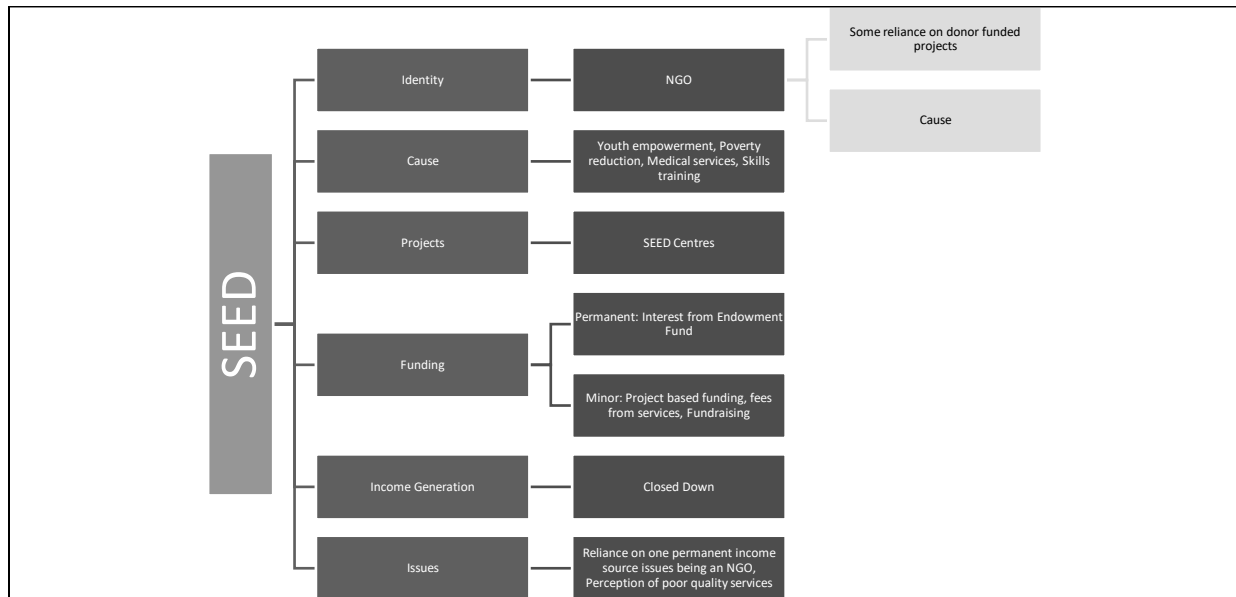 SEED
Identity
NGO
Some reliance on donor funded
projects
Cause
Cause
Youth empowerment, Poverty
reduction, Medical services, Skills
training
Projects
SEED Centres
Funding
Permanent: Interest from Endowment
Fund
Minor: Project based funding, fees
from services, Fundraising
Income Generation
Closed Down
Issues
Reliance on one permanent income
source issues being an NGO,
Perception of poor quality services